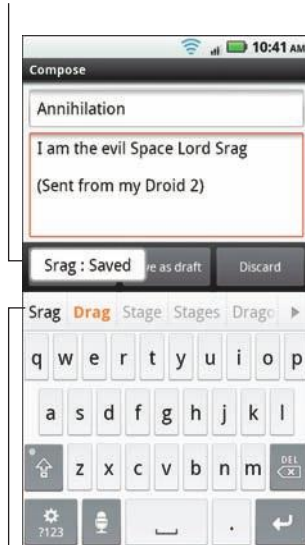 10:41 AM
Compose
Annihilation
I am the evil Space Lord Srag
(Sent from my Droid 2)
Srag : Saved e as draft Discard
Srag Drag Stage Stages Drago
q w e r t y u i o p
a s d f g h j k l
z x c v b n m DEL
?123 .